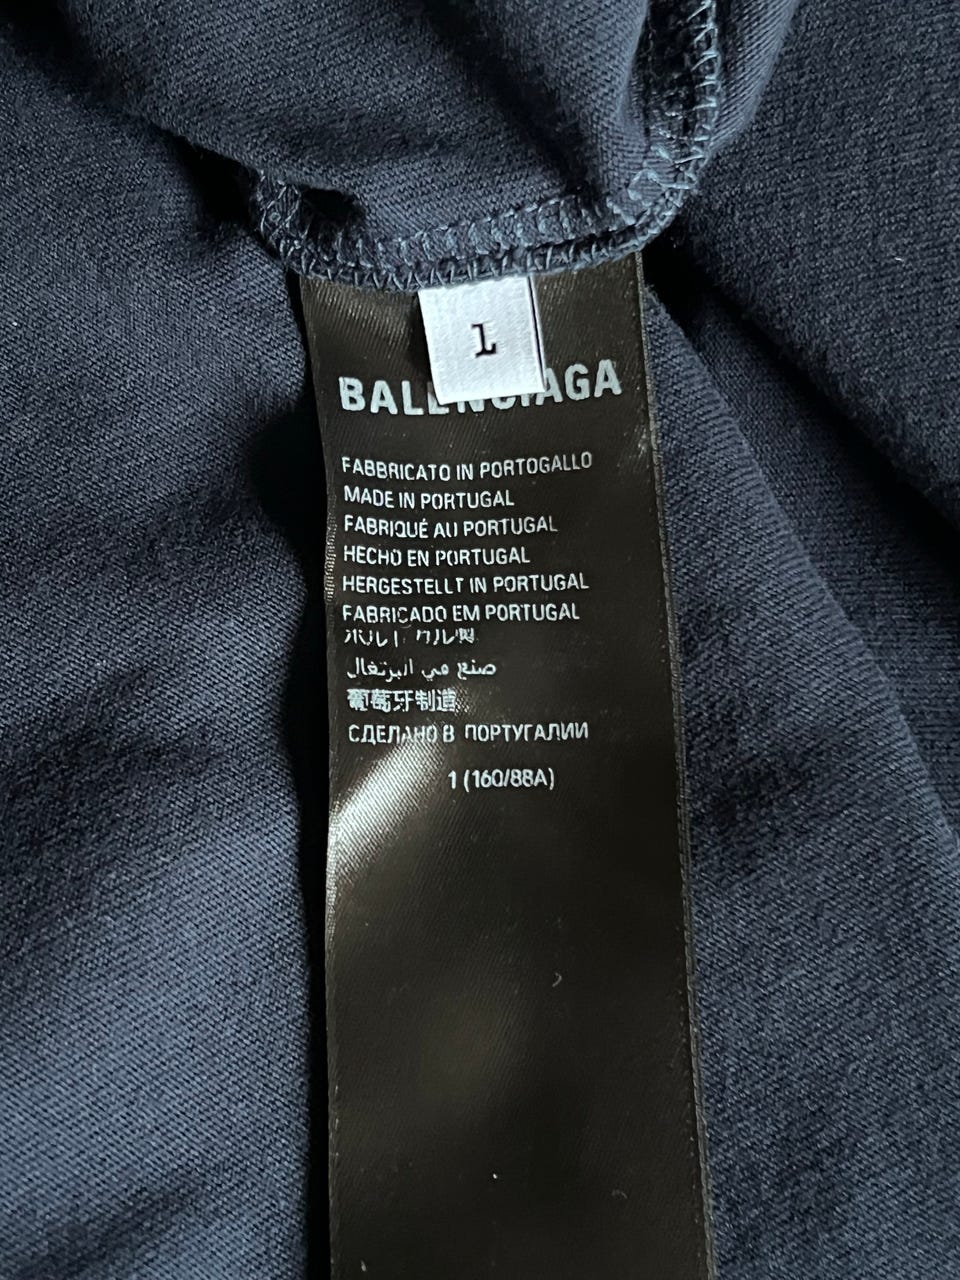 1
BALENCIAGA
FABBRICATO IN PORTOGALLO
MADE IN PORTUGAL
FABRIQUÉ AU PORTUGAL
HECHO EN PORTUGAL
HERGESTELLT IN PORTUGAL
FABRICADO EM PORTUGAL
ポルトガル製
صنع في البرتغال
葡萄牙制造
СДЕЛАНО В ПОРТУГАЛИИ
1 (160/88A)